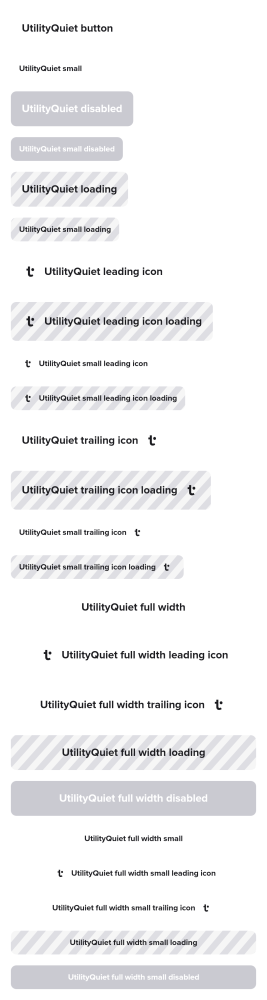 UtilityQuiet button
UtilityQuiet small
UtilityQuiet disabled
UtilityQuiet small disabled
UtilityQuiet loading
UtilityQuiet small loading
UtilityQuiet leading icon
UtilityQuiet leading icon loading
UtilityQuiet small leading icon
UtilityQuiet small leading icon loading
UtilityQuiet trailing icon
UtilityQuiet trailing icon loading
UtilityQuiet small trailing icon
UtilityQuiet small trailing icon loading
UtilityQuiet full width
UtilityQuiet full width leading icon
UtilityQuiet full width trailing icon
UtilityQuiet full width loading
UtilityQuiet full width disabled
UtilityQuiet full width small
UtilityQuiet full width small leading icon
UtilityQuiet full width small trailing icon
UtilityQuiet full width small loading
UtilityQuiet full width small disabled